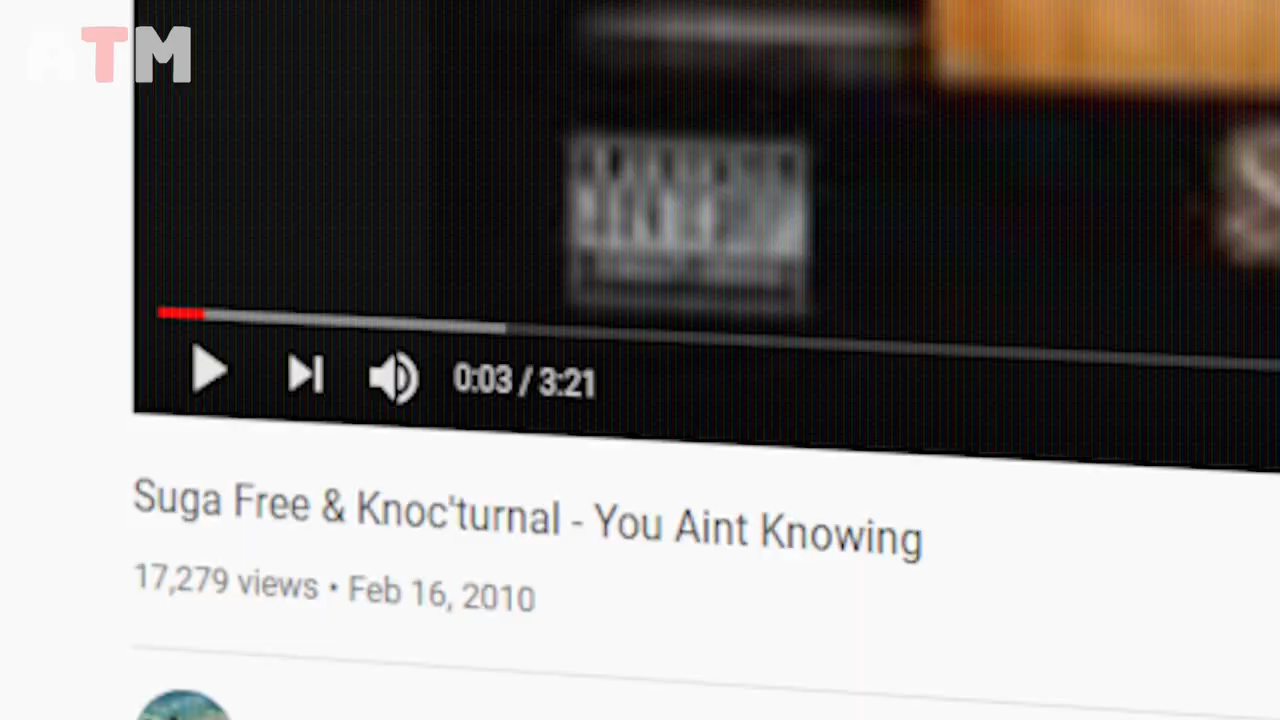 ATM
0:03 / 3:21
Suga Free & Knoc'turnal - You Aint Knowing
17,279 views • Feb 16, 2010